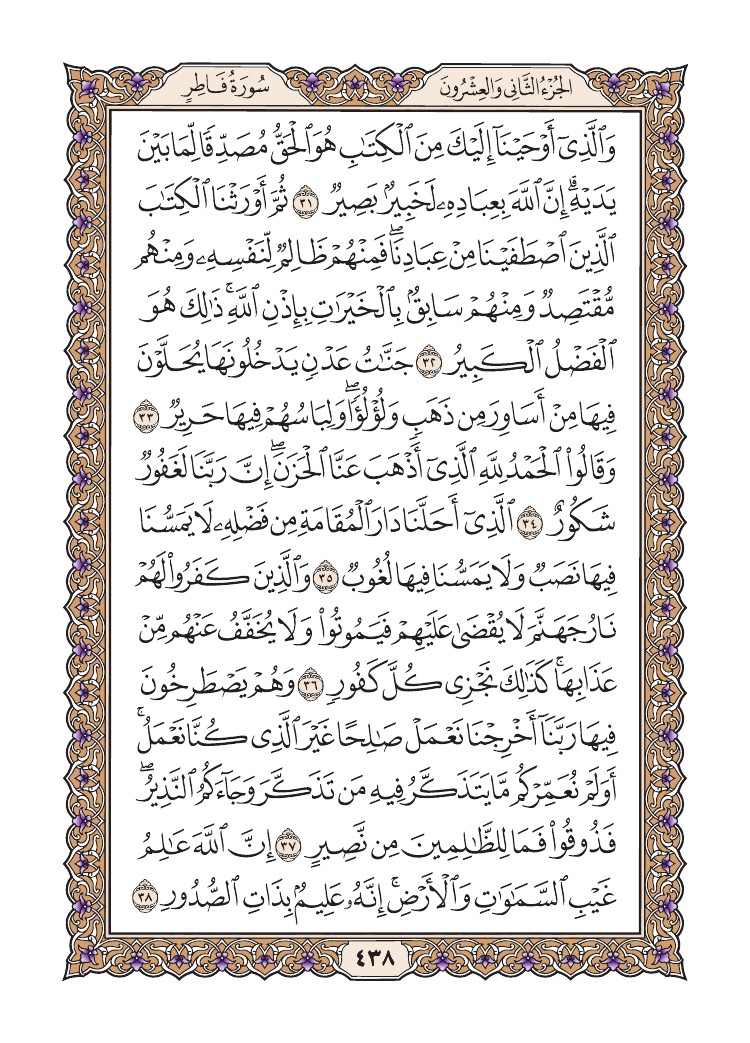 الجُزْءُ الثَّانِي وَالعِشْرُونَ
سُورَةُ فَاطِرٍ
وَٱلَّذِىٓ أَوْحَيْنَآ إِلَيْكَ مِنَ ٱلْكِتَٰبِ هُوَ ٱلْحَقُّ مُصَدِّقًا لِّمَا بَيْنَ
يَدَيْهِ ۗ إِنَّ ٱللَّهَ بِعِبَادِهِۦ لَخَبِيرٌۢ بَصِيرٌ ٣١ ثُمَّ أَوْرَثْنَا ٱلْكِتَٰبَ
ٱلَّذِينَ ٱصْطَفَيْنَا مِنْ عِبَادِنَا ۖ فَمِنْهُمْ ظَالِمٌ لِّنَفْسِهِۦ وَمِنْهُم
مُّقْتَصِدٌ وَمِنْهُمْ سَابِقٌۢ بِٱلْخَيْرَٰتِ بِإِذْنِ ٱللَّهِ ۚ ذَٰلِكَ هُوَ
ٱلْفَضْلُ ٱلْكَبِيرُ ٣٢ جَنَّٰتُ عَدْنٍ يَدْخُلُونَهَا يُحَلَّوْنَ
فِيهَا مِنْ أَسَاوِرَ مِن ذَهَبٍ وَلُؤْلُؤًا ۖ وَلِبَاسُهُمْ فِيهَا حَرِيرٌ ٣٣
وَقَالُوا۟ ٱلْحَمْدُ لِلَّهِ ٱلَّذِىٓ أَذْهَبَ عَنَّا ٱلْحَزَنَ ۖ إِنَّ رَبَّنَا لَغَفُورٌ
شَكُورٌ ٣٤ ٱلَّذِىٓ أَحَلَّنَا دَارَ ٱلْمُقَامَةِ مِن فَضْلِهِۦ لَا يَمَسُّنَا
فِيهَا نَصَبٌ وَلَا يَمَسُّنَا فِيهَا لُغُوبٌ ٣٥ وَٱلَّذِينَ كَفَرُوا۟ لَهُمْ
نَارُ جَهَنَّمَ لَا يُقْضَىٰ عَلَيْهِمْ فَيَمُوتُوا۟ وَلَا يُخَفَّفُ عَنْهُم مِّنْ
عَذَابِهَا ۚ كَذَٰلِكَ نَجْزِى كُلَّ كَفُورٍ ٣٦ وَهُمْ يَصْطَرِخُونَ
فِيهَا رَبَّنَآ أَخْرِجْنَا نَعْمَلْ صَٰلِحًا غَيْرَ ٱلَّذِى كُنَّا نَعْمَلُ ۚ
أَوَلَمْ نُعَمِّرْكُم مَّا يَتَذَكَّرُ فِيهِ مَن تَذَكَّرَ وَجَآءَكُمُ ٱلنَّذِيرُ ۖ
فَذُوقُوا۟ فَمَا لِلظَّٰلِمِينَ مِن نَّصِيرٍ ٣٧ إِنَّ ٱللَّهَ عَٰلِمُ
غَيْبِ ٱلسَّمَٰوَٰتِ وَٱلْأَرْضِ ۚ إِنَّهُۥ عَلِيمٌۢ بِذَاتِ ٱلصُّدُورِ ٣٨
٤٣٨